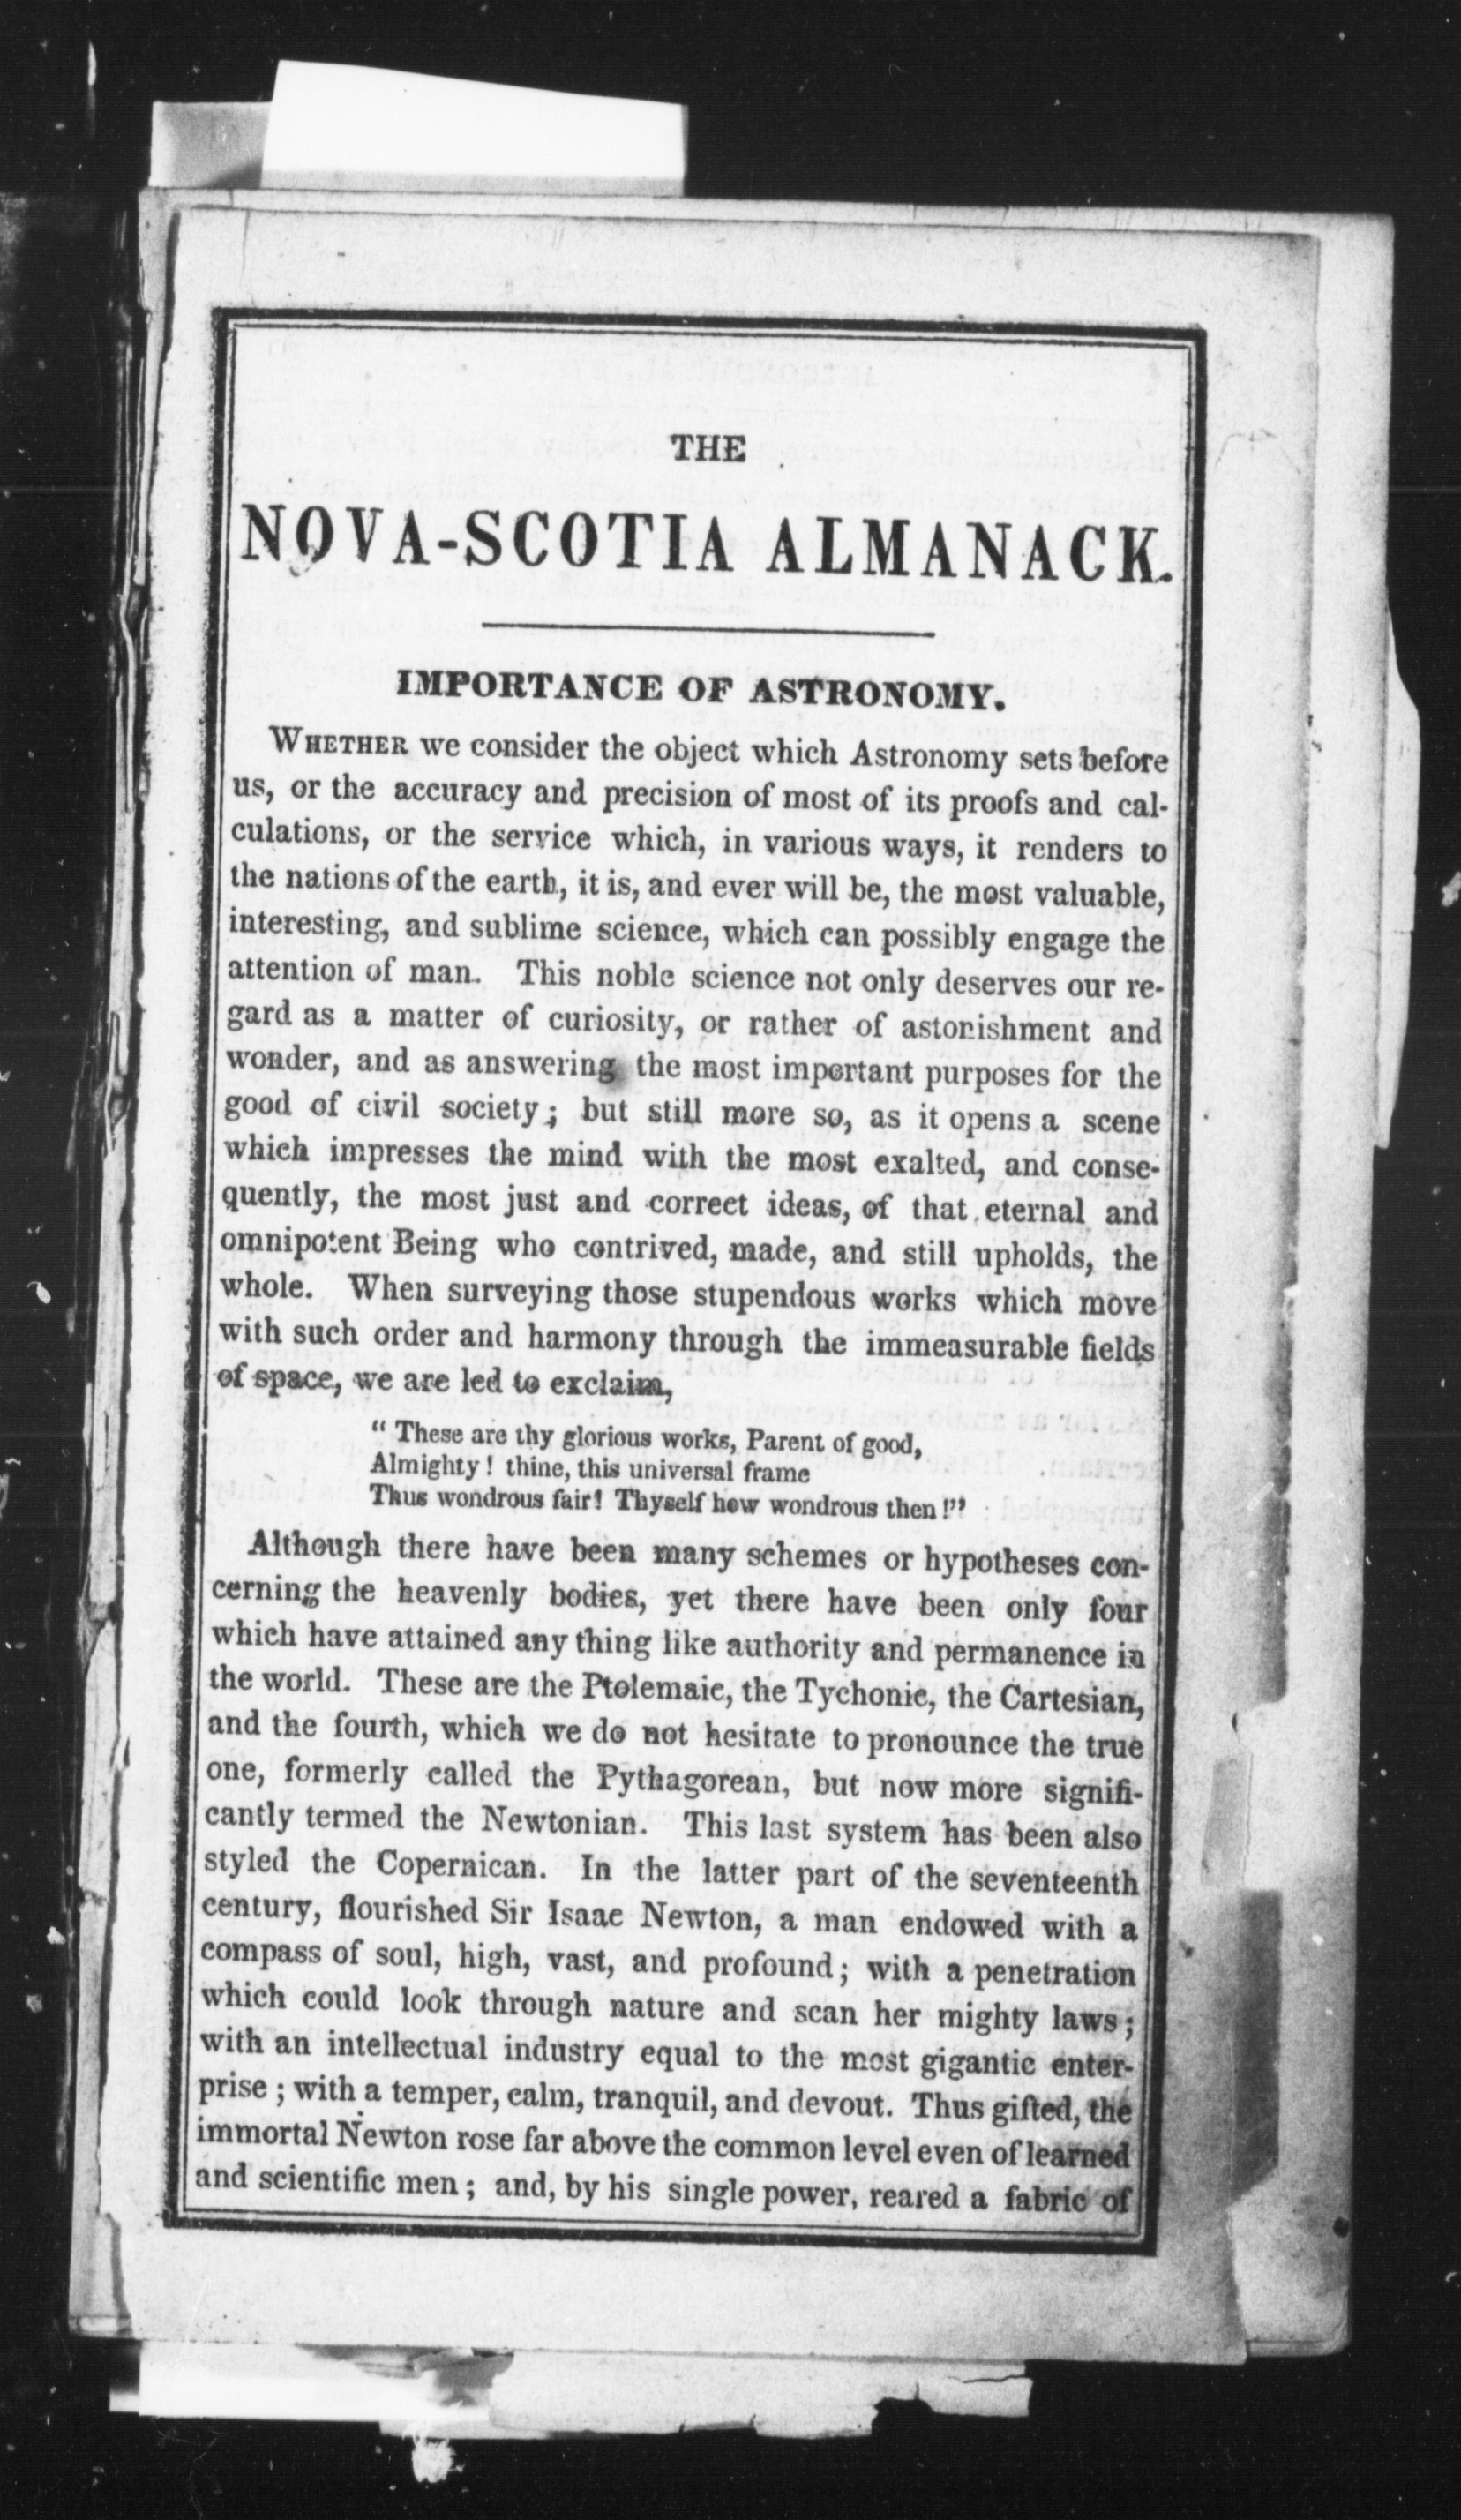 THE
NOVA-SCOTIA ALMANACK.
IMPORTANCE OF ASTRONOMY.
WHETHER we consider the object which Astronomy sets before
us, or the accuracy and precision of most of its proofs and cal-
culations, or the service which, in various ways, it renders to
the nations of the earth, it is, and ever will be, the most valuable,
interesting, and sublime science, which can possibly engage the
attention of man. This noble science not only deserves our re-
gard as a matter of curiosity, or rather of astonishment and
wonder, and as answering the most important purposes for the
good of civil society; but still more so, as it opens a scene
which impresses the mind with the most exalted, and conse-
quently, the most just and correct ideas, of that eternal and
omnipotent Being who contrived, made, and still upholds, the
whole. When surveying those stupendous works which move
with such order and harmony through the immeasurable fields
of space, we are led to exclaim,
“ These are thy glorious works, Parent of good,
Almighty ! thine, this universal frame
Thus wondrous fair! Thyself how wondrous then !”
Although there have been many schemes or hypotheses con-
cerning the heavenly bodies, yet there have been only four
which have attained any thing like authority and permanence in
the world. These are the Ptolemaic, the Tychonic, the Cartesian,
and the fourth, which we do not hesitate to pronounce the true
one, formerly called the Pythagorean, but now more signifi-
cantly termed the Newtonian. This last system has been also
styled the Copernican. In the latter part of the seventeenth
century, flourished Sir Isaac Newton, a man endowed with a
compass of soul, high, vast, and profound; with a penetration
which could look through nature and scan her mighty laws;
with an intellectual industry equal to the most gigantic enter-
prise ; with a temper, calm, tranquil, and devout. Thus gifted, the
immortal Newton rose far above the common level even of learned
and scientific men ; and, by his single power, reared a fabric of